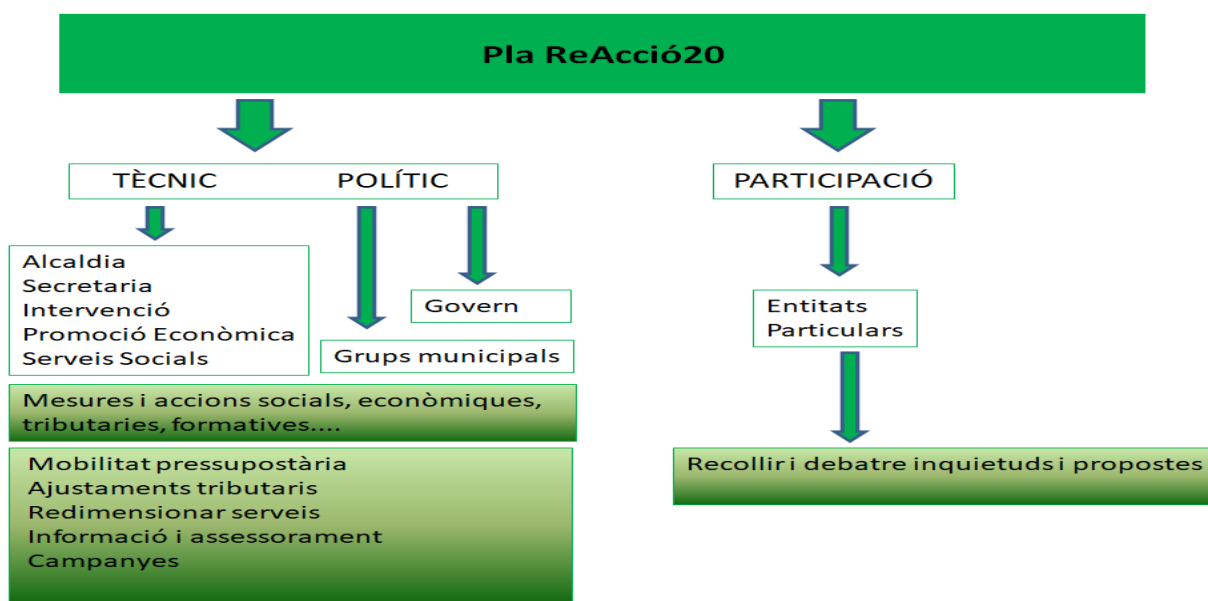 Pla ReAcció20
TÈCNIC POLÍTIC
PARTICIPACIÓ
Alcaldia
Secretaria
Intervenció
Promoció Econòmica
Serveis Socials
Govern
Grups municipals
Entitats
Particulars
Mesures i accions socials, econòmiques,
tributaries, formatives....
Mobilitat pressupostària
Ajustaments tributaris
Redimensionar serveis
Informació i assessorament
Campanyes
Recollir i debatre inquietuds i propostes